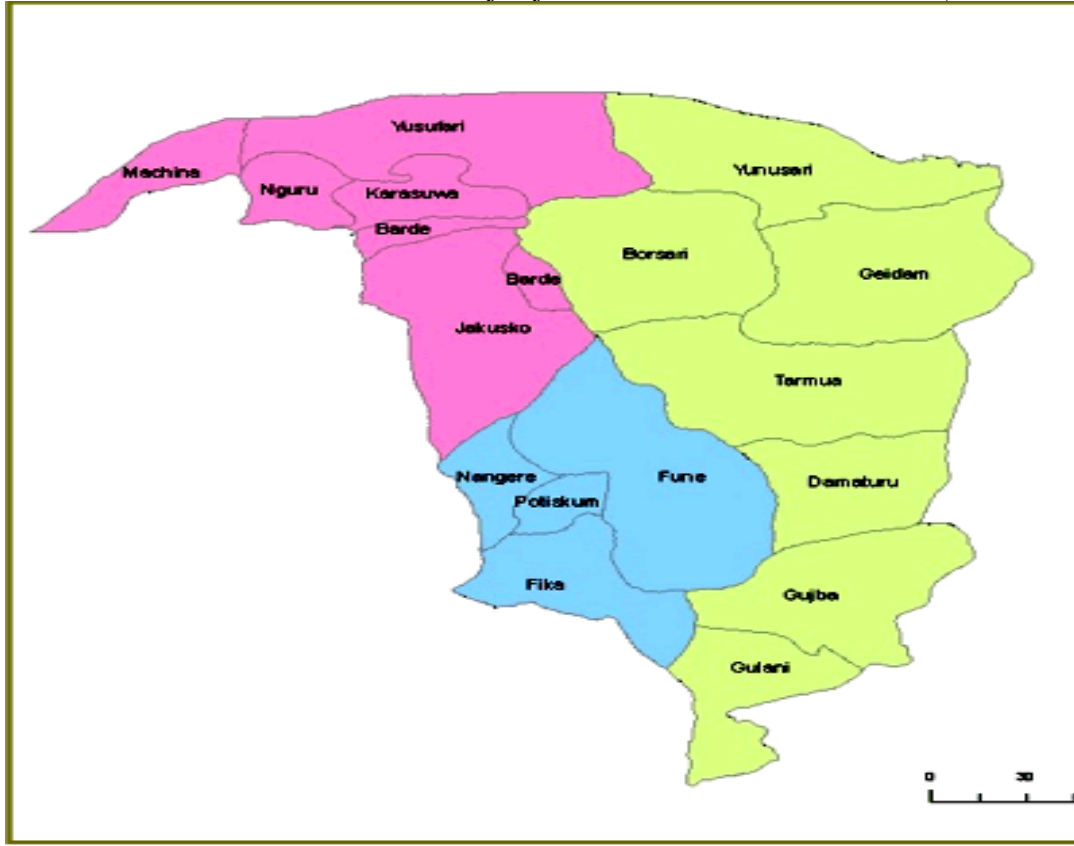 Yusufari
Machina
Yunusari
Nguru
Karasuwa
Barde
Borsari
Geidam
Barde
Jakusko
Tarmua
Nangere
Fune
Damaturu
Potiskum
Fika
Gujba
Gulani
0 30